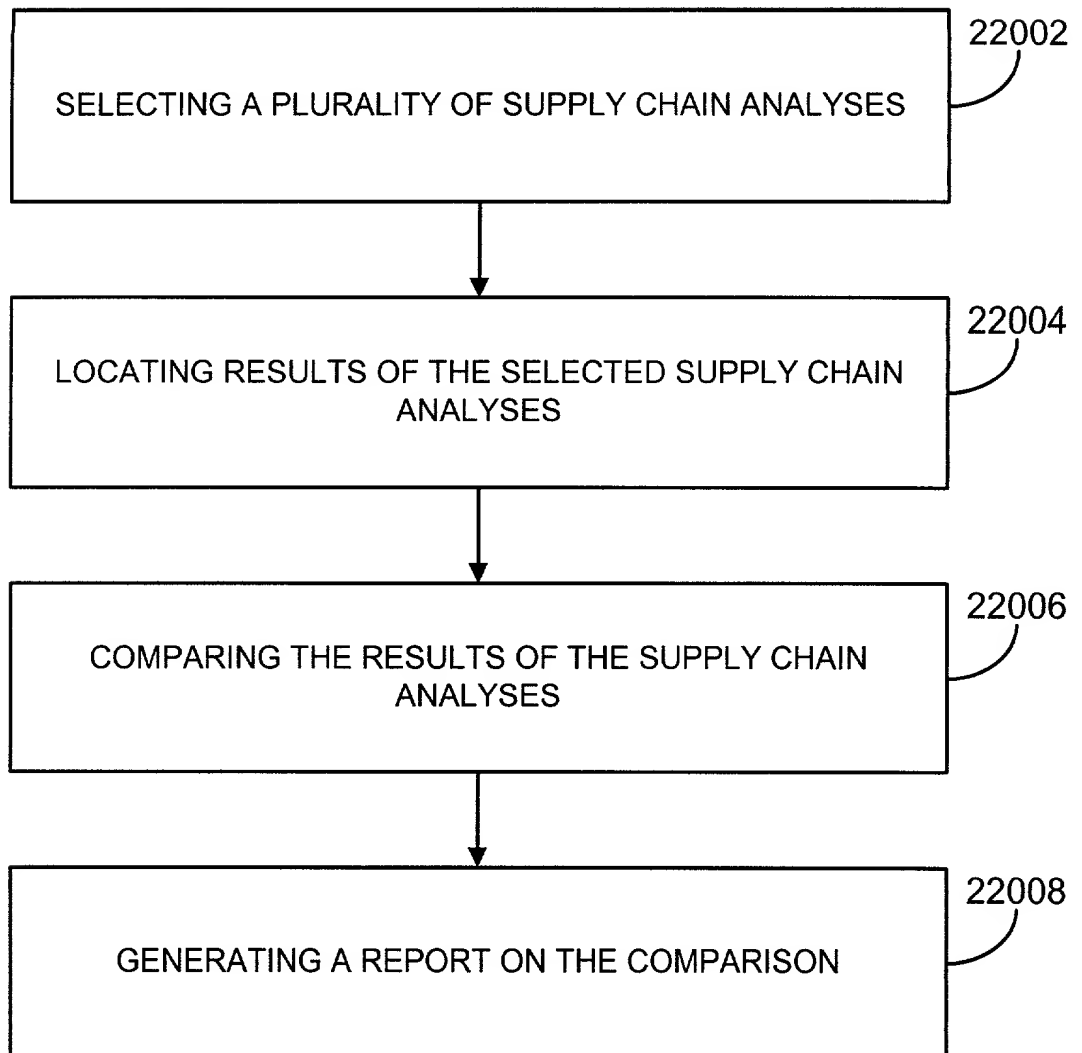 22002
SELECTING A PLURALITY OF SUPPLY CHAIN ANALYSES
22004
LOCATING RESULTS OF THE SELECTED SUPPLY CHAIN
ANALYSES
22006
COMPARING THE RESULTS OF THE SUPPLY CHAIN
ANALYSES
22008
GENERATING A REPORT ON THE COMPARISON